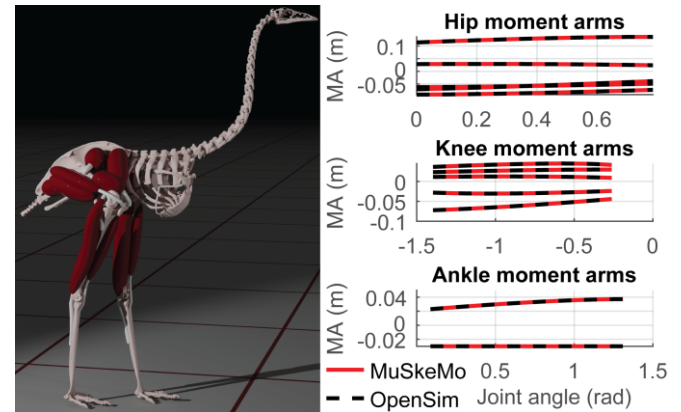 Hip moment arms
MA (m)
0.1
0
-0.05
0 0.2 0.4 0.6
Knee moment arms
MA (m)
0
-0.05
-0.1
-1.5 -1 -0.5 0
Ankle moment arms
MA (m)
0.04
0
-0.02
0.5 1 1.5
MuSkeMo
OpenSim
Joint angle (rad)